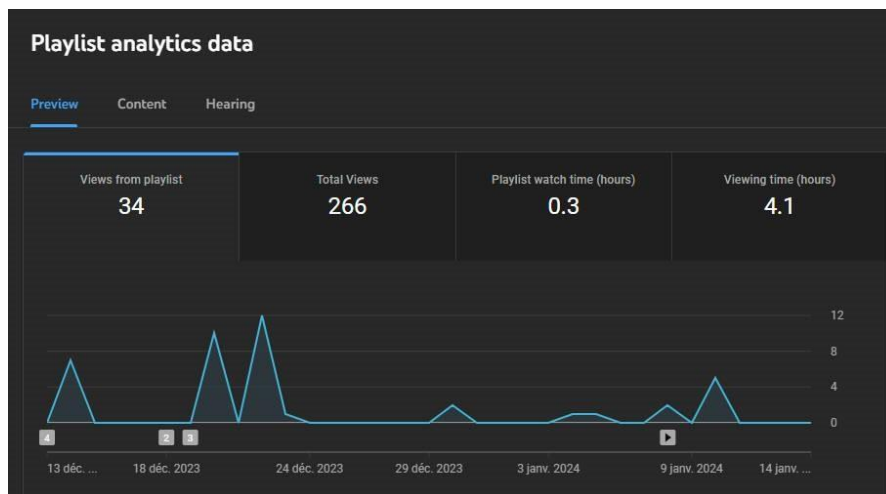 Playlist analytics data
Preview Content Hearing
Views from playlist Total Views Playlist watch time (hours) Viewing time (hours)
34 266 0.3 4.1
12
8
4
0
4 2 3
13 déc. ... 18 déc. 2023 24 déc. 2023 29 déc. 2023 3 janv. 2024 9 janv. 2024 14 janv. ...